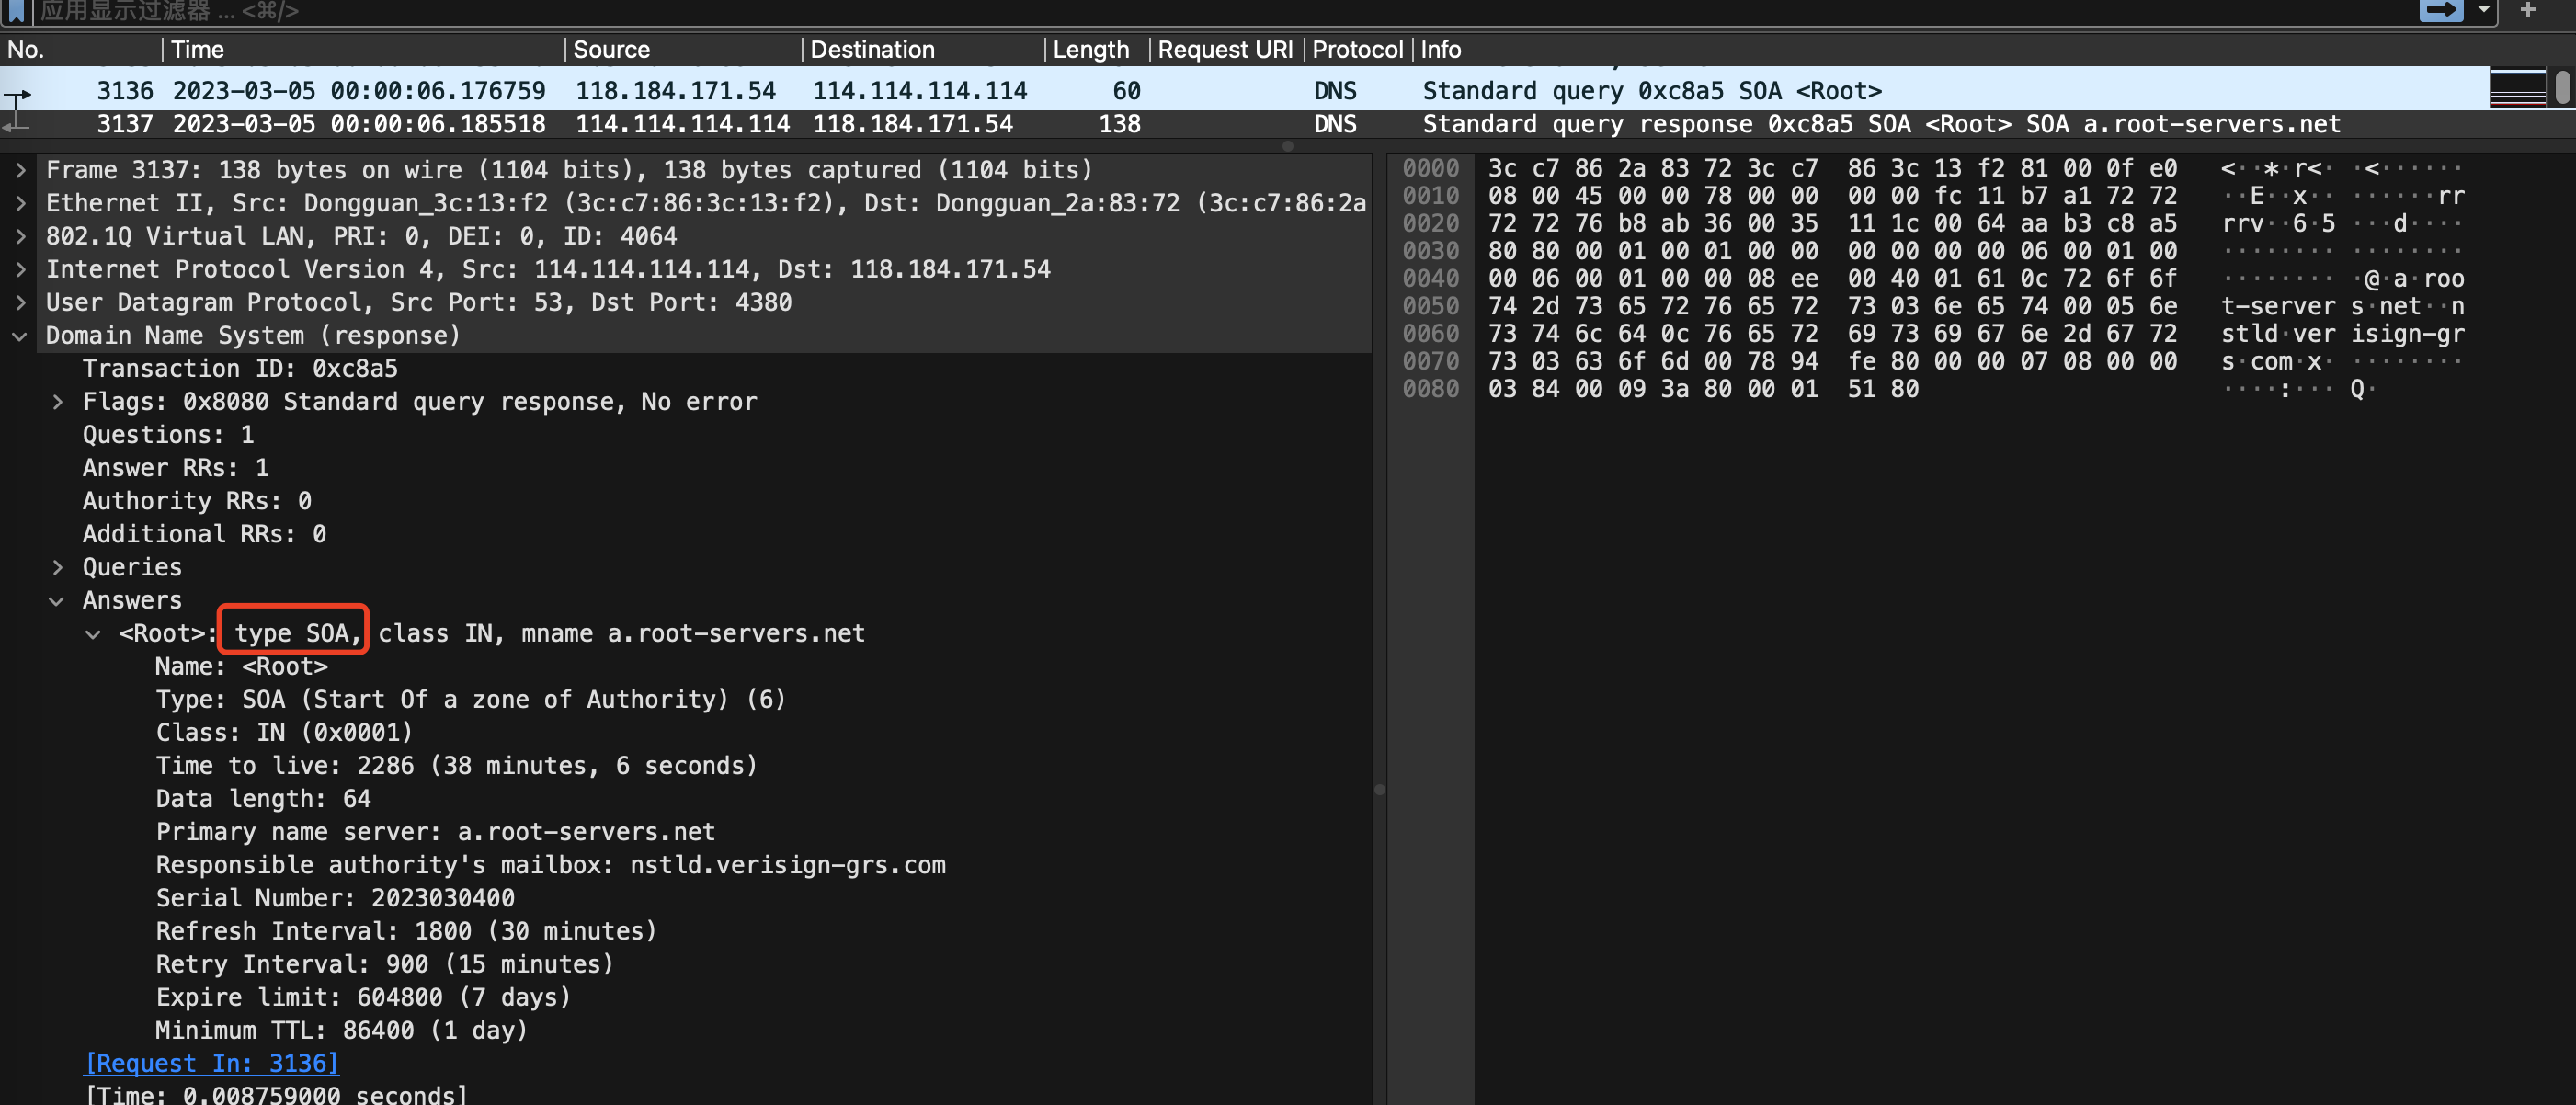 应用显示过滤器 ... <⌘/>
No. Time Source Destination Length Request URI Protocol Info
3136 2023-03-05 00:00:06.176759 118.184.171.54 114.114.114.114 60 DNS Standard query 0xc8a5 SOA <Root>
3137 2023-03-05 00:00:06.185518 114.114.114.114 118.184.171.54 138 DNS Standard query response 0xc8a5 SOA <Root> SOA a.root-servers.net
Frame 3137: 138 bytes on wire (1104 bits), 138 bytes captured (1104 bits)
Ethernet II, Src: Dongguan_3c:13:f2 (3c:c7:86:3c:13:f2), Dst: Dongguan_2a:83:72 (3c:c7:86:2a
802.1Q Virtual LAN, PRI: 0, DEI: 0, ID: 4064
Internet Protocol Version 4, Src: 114.114.114.114, Dst: 118.184.171.54
User Datagram Protocol, Src Port: 53, Dst Port: 4380
Domain Name System (response)
Transaction ID: 0xc8a5
Flags: 0x8080 Standard query response, No error
Questions: 1
Answer RRs: 1
Authority RRs: 0
Additional RRs: 0
Queries
Answers
<Root>: type SOA, class IN, mname a.root-servers.net
Name: <Root>
Type: SOA (Start Of a zone of Authority) (6)
Class: IN (0x0001)
Time to live: 2286 (38 minutes, 6 seconds)
Data length: 64
Primary name server: a.root-servers.net
Responsible authority's mailbox: nstld.verisign-grs.com
Serial Number: 2023030400
Refresh Interval: 1800 (30 minutes)
Retry Interval: 900 (15 minutes)
Expire limit: 604800 (7 days)
Minimum TTL: 86400 (1 day)
[Request In: 3136]
[Time: 0.008759000 seconds]
0000 3c c7 86 2a 83 72 3c c7 86 3c 13 f2 81 00 0f e0 <··*·r<· ·<······
0010 08 00 45 00 00 78 00 00 00 00 fc 11 b7 a1 72 72 ··E··x·· ······rr
0020 72 72 76 b8 ab 36 00 35 11 1c 00 64 aa b3 c8 a5 rrv··6·5 ···d····
0030 80 80 00 01 00 01 00 00 00 00 00 00 06 00 01 00 ········ ········
0040 00 06 00 01 00 00 08 ee 00 40 01 61 0c 72 6f 6f ········ ·@·a·roo
0050 74 2d 73 65 72 76 65 72 73 03 6e 65 74 00 05 6e t-server s·net··n
0060 73 74 6c 64 0c 76 65 72 69 73 69 67 6e 2d 67 72 stld·ver isign-gr
0070 73 03 63 6f 6d 00 78 94 fe 80 00 00 07 08 00 00 s·com·x· ········
0080 03 84 00 09 3a 80 00 01 51 80 ····:··· Q·